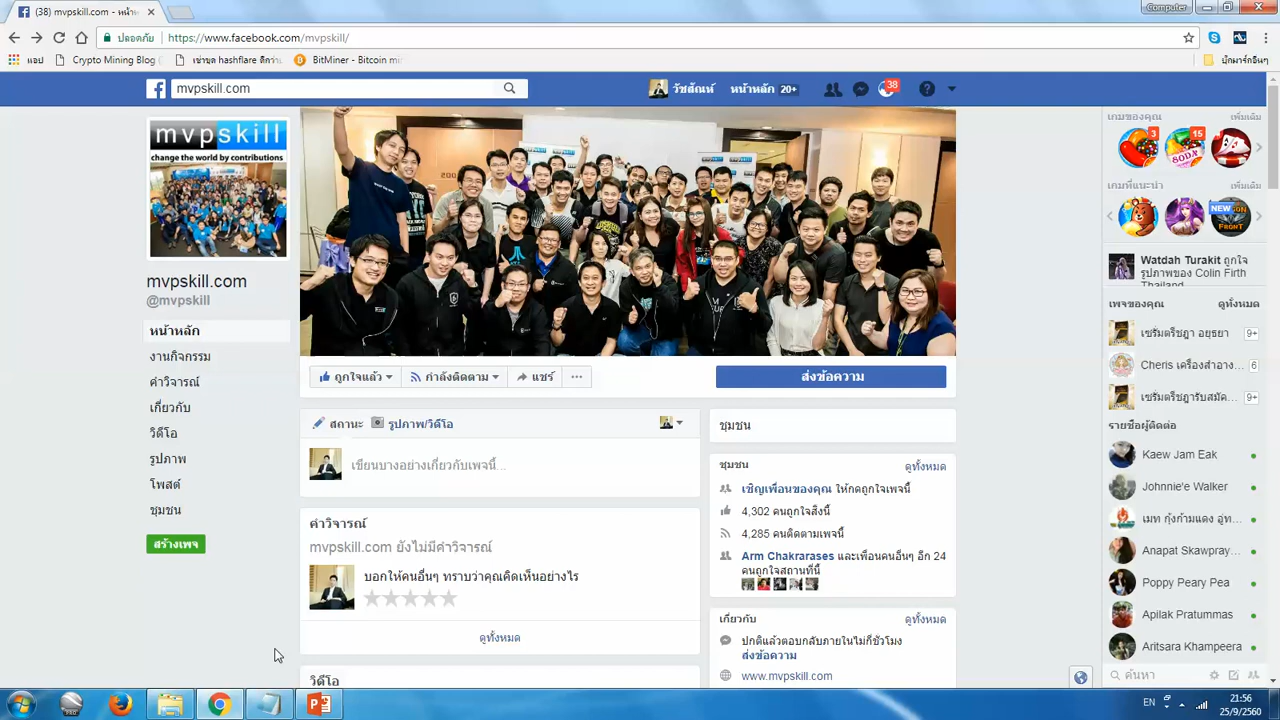 (38) mvpskill.com - หน้าห
Computer
ปลอดภัย
https://www.facebook.com/mvpskill/
แอป
Crypto Mining Blog
เช่าขุด hashflare ดีกว่า
BitMiner - Bitcoin mi
บุ๊กมาร์กอื่นๆ
mvpskill.com
วัชสัณห์
หน้าหลัก 20+
38
mvpskill
change the world by contributions
mvpskill.com
@mvpskill
หน้าหลัก
งานกิจกรรม
คำวิจารณ์
เกี่ยวกับ
วิดีโอ
รูปภาพ
โพสต์
ชุมชน
สร้างเพจ
ถูกใจแล้ว
กำลังติดตาม
แชร์
ส่งข้อความ
สถานะ
รูปภาพ/วิดีโอ
เขียนบางอย่างเกี่ยวกับเพจนี้...
คำวิจารณ์
mvpskill.com ยังไม่มีคำวิจารณ์
บอกให้คนอื่นๆ ทราบว่าคุณคิดเห็นอย่างไร
ดูทั้งหมด
วิดีโอ
ชุมชน
ชุมชน
ดูทั้งหมด
เชิญเพื่อนของคุณ ให้กดถูกใจเพจนี้
4,302 คนถูกใจสิ่งนี้
4,285 คนติดตามเพจนี้
Arm Chakrarases และเพื่อนคนอื่นๆ อีก 24
คนถูกใจสถานที่นี้
เกี่ยวกับ
ดูทั้งหมด
ปกติแล้วตอบกลับภายในไม่กี่ชั่วโมง
ส่งข้อความ
www.mvpskill.com
เกมของคุณ
เพิ่มเติม
3
15
SODA
เกมที่แนะนำ
เพิ่มเติม
NEW
FRONT
Watdah Turakit ถูกใจ
รูปภาพของ Colin Firth
Thailand
เพจของคุณ
ดูทั้งหมด
เซรั่มตรีชฎา อยุธยา
9+
Cheris เครื่องสำอาง...
6
เซรั่มตรีชฎารับสมัค...
9+
รายชื่อผู้ติดต่อ
Kaew Jam Eak
Johnnie'e Walker
เมท กุ้งก้ามแดง อู่ท...
Anapat Skawpray...
Poppy Peary Pea
Apilak Pratummas
Aritsara Khampeera
ค้นหา
EN
21:56
25/9/2560